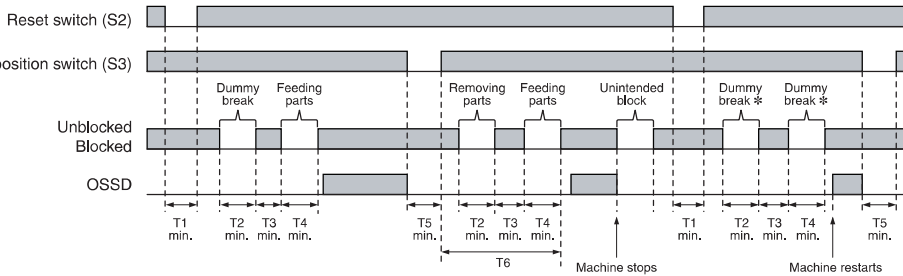 Reset switch (S2)
position switch (S3)
Dummy break
Feeding parts
Removing parts
Feeding parts
Unintended block
Dummy break *
Dummy break *
Unblocked
Blocked
OSSD
T1 min.
T2 min.
T3 min.
T4 min.
T5 min.
T2 min.
T3 min.
T4 min.
T1 min.
T2 min.
T3 min.
T4 min.
T5 min.
T6
Machine stops
Machine restarts